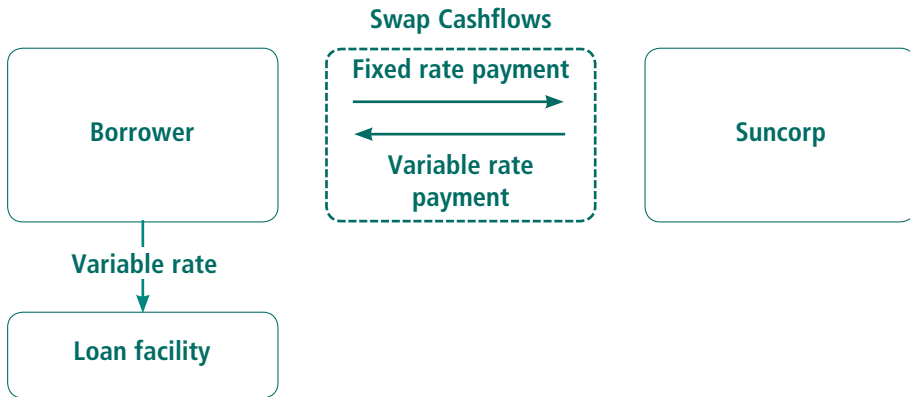 Swap Cashflows
Fixed rate payment
Borrower
Suncorp
Variable rate
payment
Variable rate
Loan facility